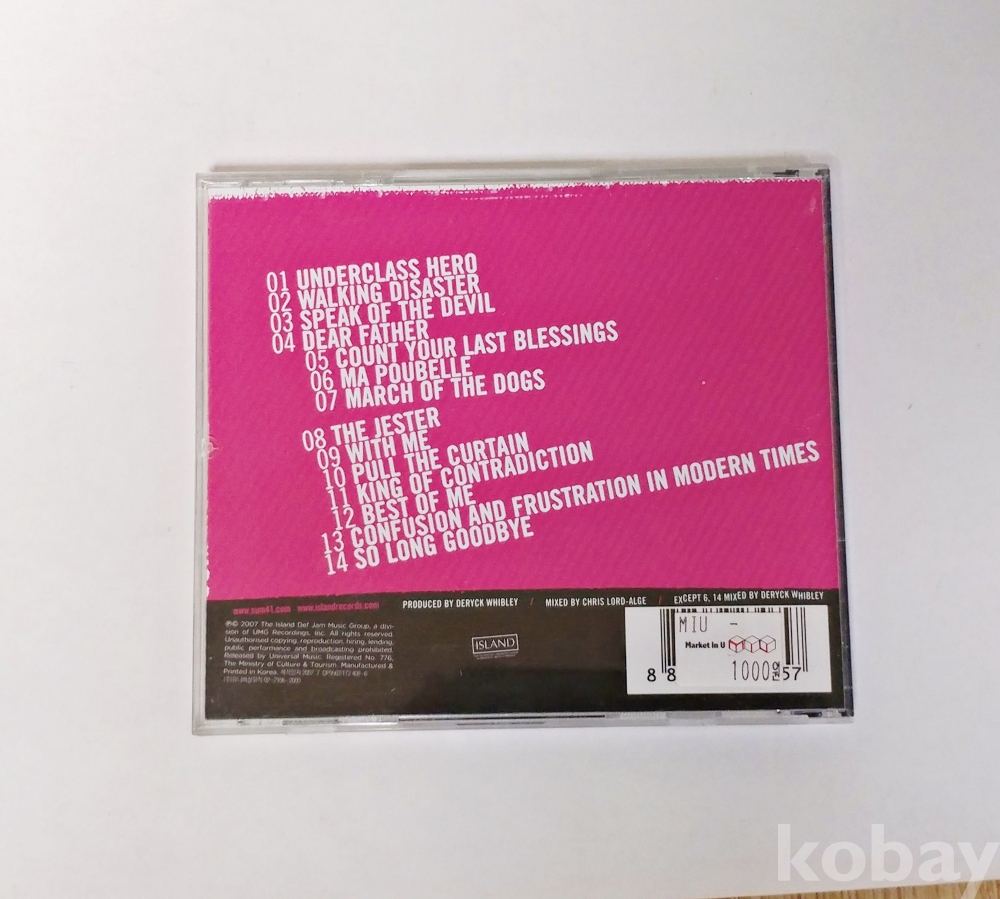 01 UNDERCLASS HERO
02 WALKING DISASTER
03 SPEAK OF THE DEVIL
04 DEAR FATHER
05 COUNT YOUR LAST BLESSINGS
06 MA POUBELLE
07 MARCH OF THE DOGS
08 THE JESTER
09 WITH ME
10 PULL THE CURTAIN
11 KING OF CONTRADICTION
12 BEST OF ME
13 CONFUSION AND FRUSTRATION IN MODERN TIMES
14 SO LONG GOODBYE
www.sum41.com www.islandrecords.com
PRODUCED BY DERYCK WHIBLEY / MIXED BY CHRIS LORD-ALGE / EXCEPT 6, 14 MIXED BY DERYCK WHIBLEY
℗© 2007 The Island Def Jam Music Group, a divi-
sion of UMG Recordings, Inc. All rights reserved.
Unauthorised copying, reproduction, hiring, lending,
public performance and broadcasting prohibited.
Released by Universal Music. Registered No. 776,
The Ministry of Culture & Tourism. Manufactured &
Printed in Korea.
ISLAND
MIU -
Market in U
8 8 1000 57
kobay